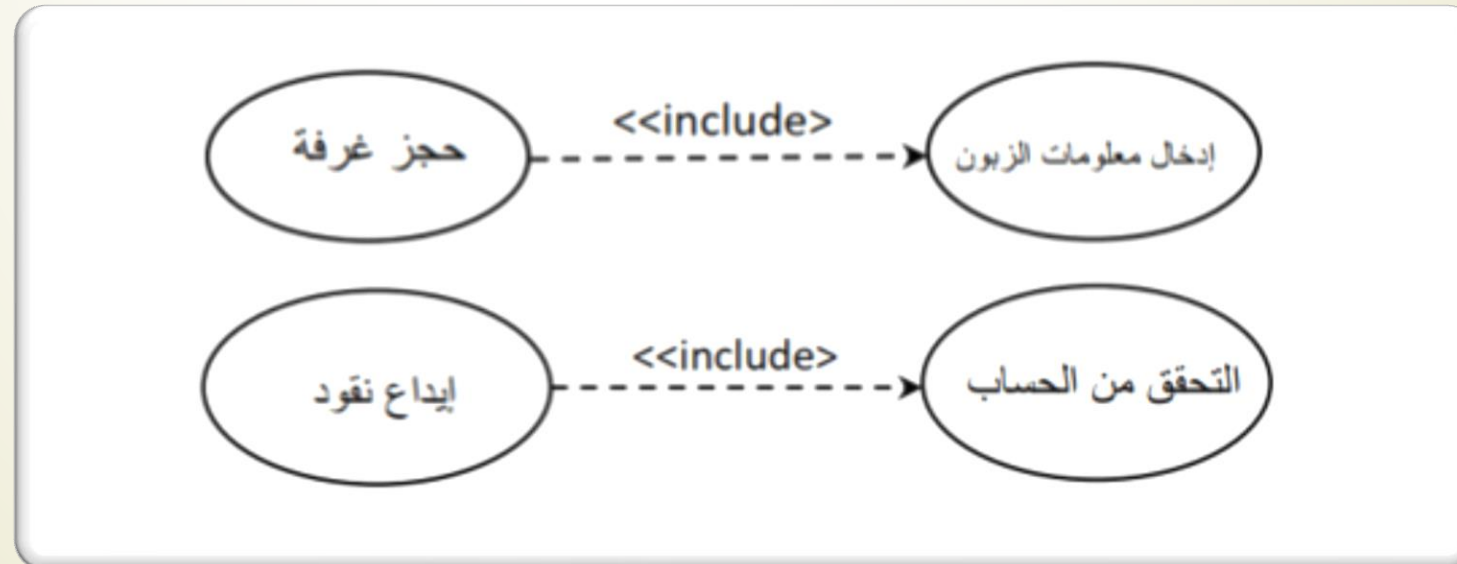 <<include>
حجز غرفة
إدخال معلومات الزبون
<<include>
إيداع نقود
التحقق من الحساب